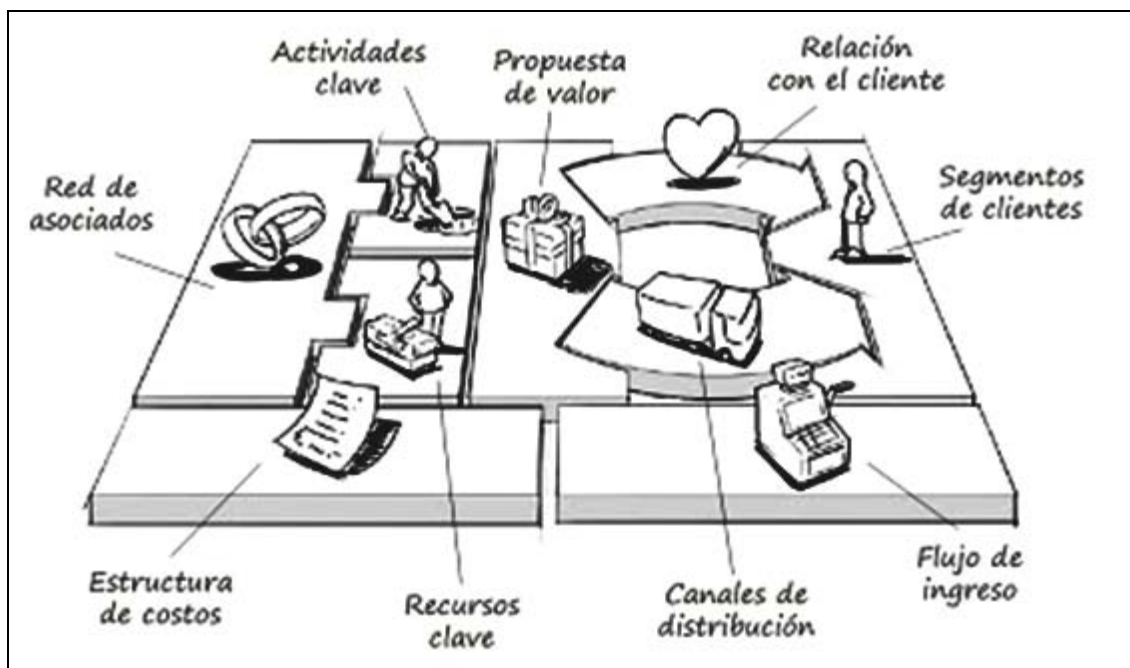 Actividades
clave
Propuesta
de valor
Relación
con el cliente
Red de
asociados
Segmentos
de clientes
Estructura
de costos
Recursos
clave
Canales de
distribución
Flujo de
ingreso